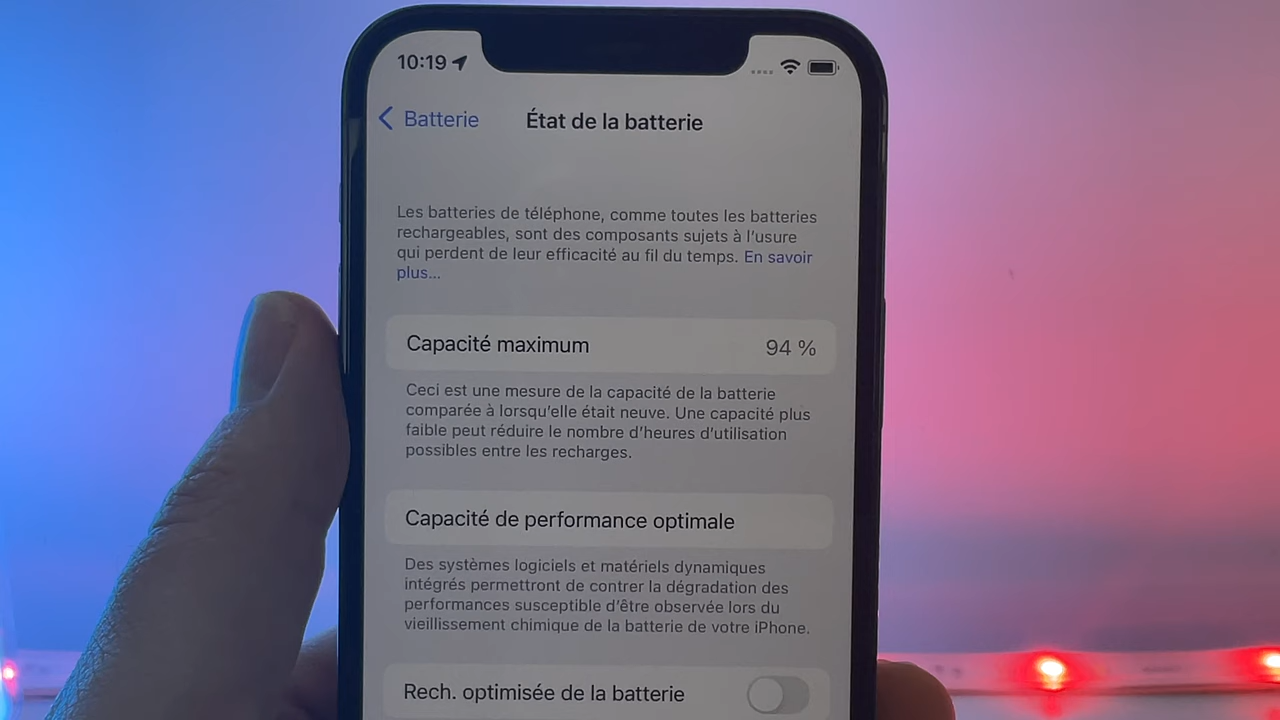 10:19
Batterie
État de la batterie
Les batteries de téléphone, comme toutes les batteries
rechargeables, sont des composants sujets à l'usure
qui perdent de leur efficacité au fil du temps. En savoir
plus...
Capacité maximum 94 %
Ceci est une mesure de la capacité de la batterie
comparée à lorsqu'elle était neuve. Une capacité plus
faible peut réduire le nombre d'heures d'utilisation
possibles entre les recharges.
Capacité de performance optimale
Des systèmes logiciels et matériels dynamiques
intégrés permettront de contrer la dégradation des
performances susceptible d'être observée lors du
vieillissement chimique de la batterie de votre iPhone.
Rech. optimisée de la batterie